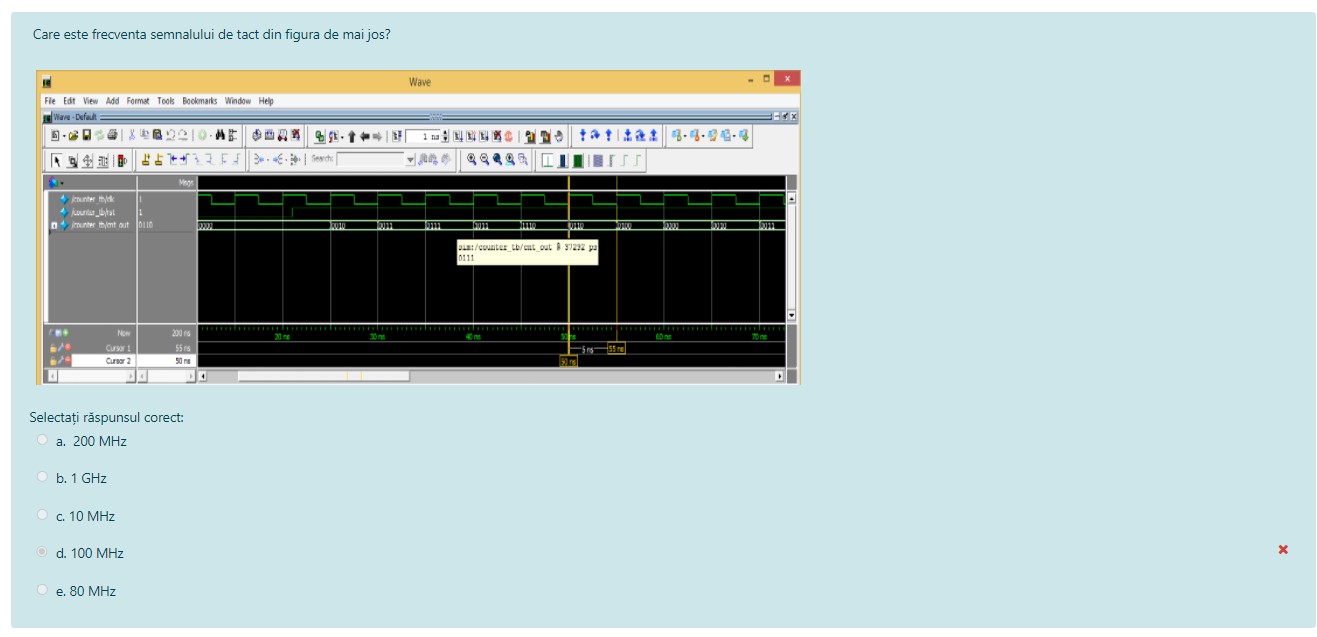 Care este frecventa semnalului de tact din figura de mai jos?
Wave
File Edit View Add Format Tools Bookmarks Window Help
Wave - Default
1 ns
Search:
Msgs
/counter_tb/clk 1
/counter_tb/rst 1
/counter_tb/cnt_out 0110 0000 0010 0011 0111 1011 1110 0110 0100 0000 0010 0011
sim:/counter_tb/cnt_out @ 37292 ps
0111
Now 200 ns 20 ns 30 ns 40 ns 50 ns 60 ns 70 ns
Cursor 1 55 ns 5 ns 55 ns
Cursor 2 50 ns 50 ns
Selectați răspunsul corect:
a. 200 MHz
b. 1 GHz
c. 10 MHz
d. 100 MHz
e. 80 MHz